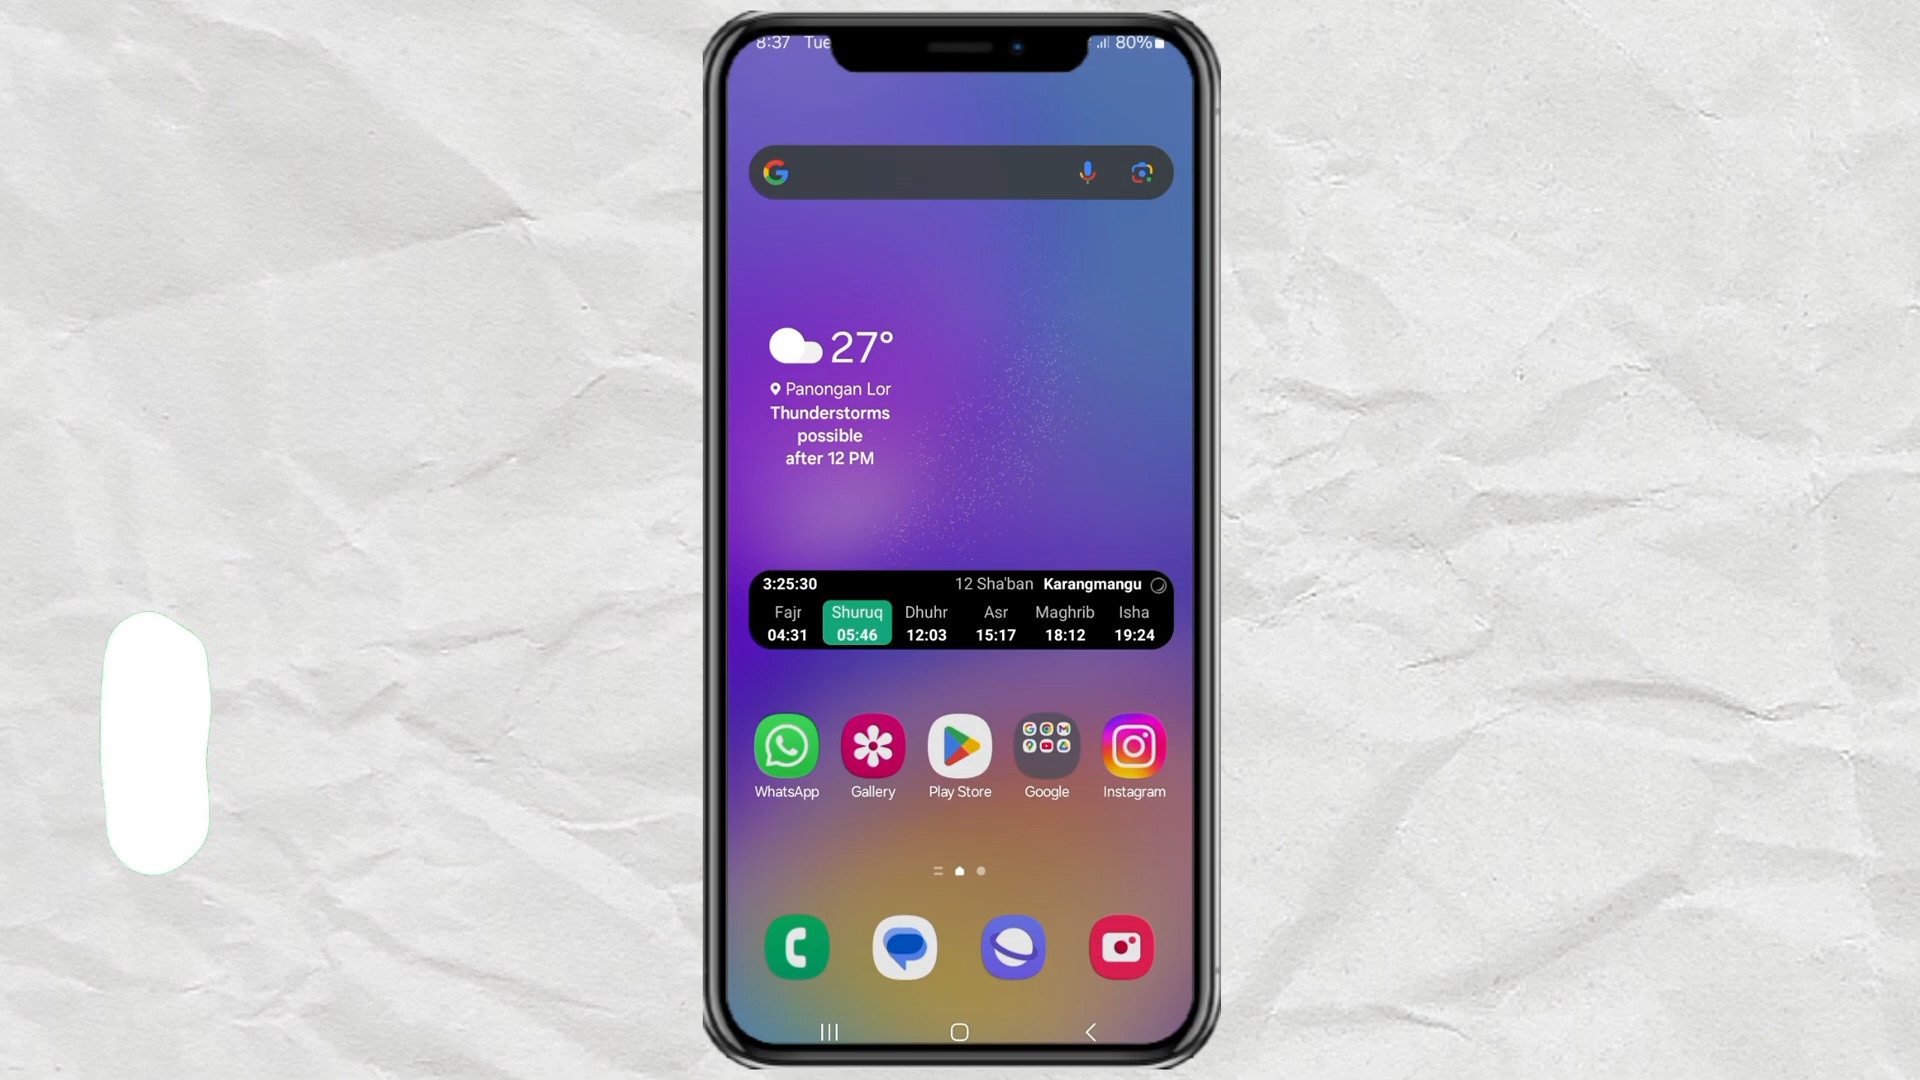 8:37 Tue
80%
27°
Panongan Lor
Thunderstorms
possible
after 12 PM
3:25:30 12 Sha'ban Karangmangu
Fajr Shuruq Dhuhr Asr Maghrib Isha
04:31 05:46 12:03 15:17 18:12 19:24
WhatsApp Gallery Play Store Google Instagram